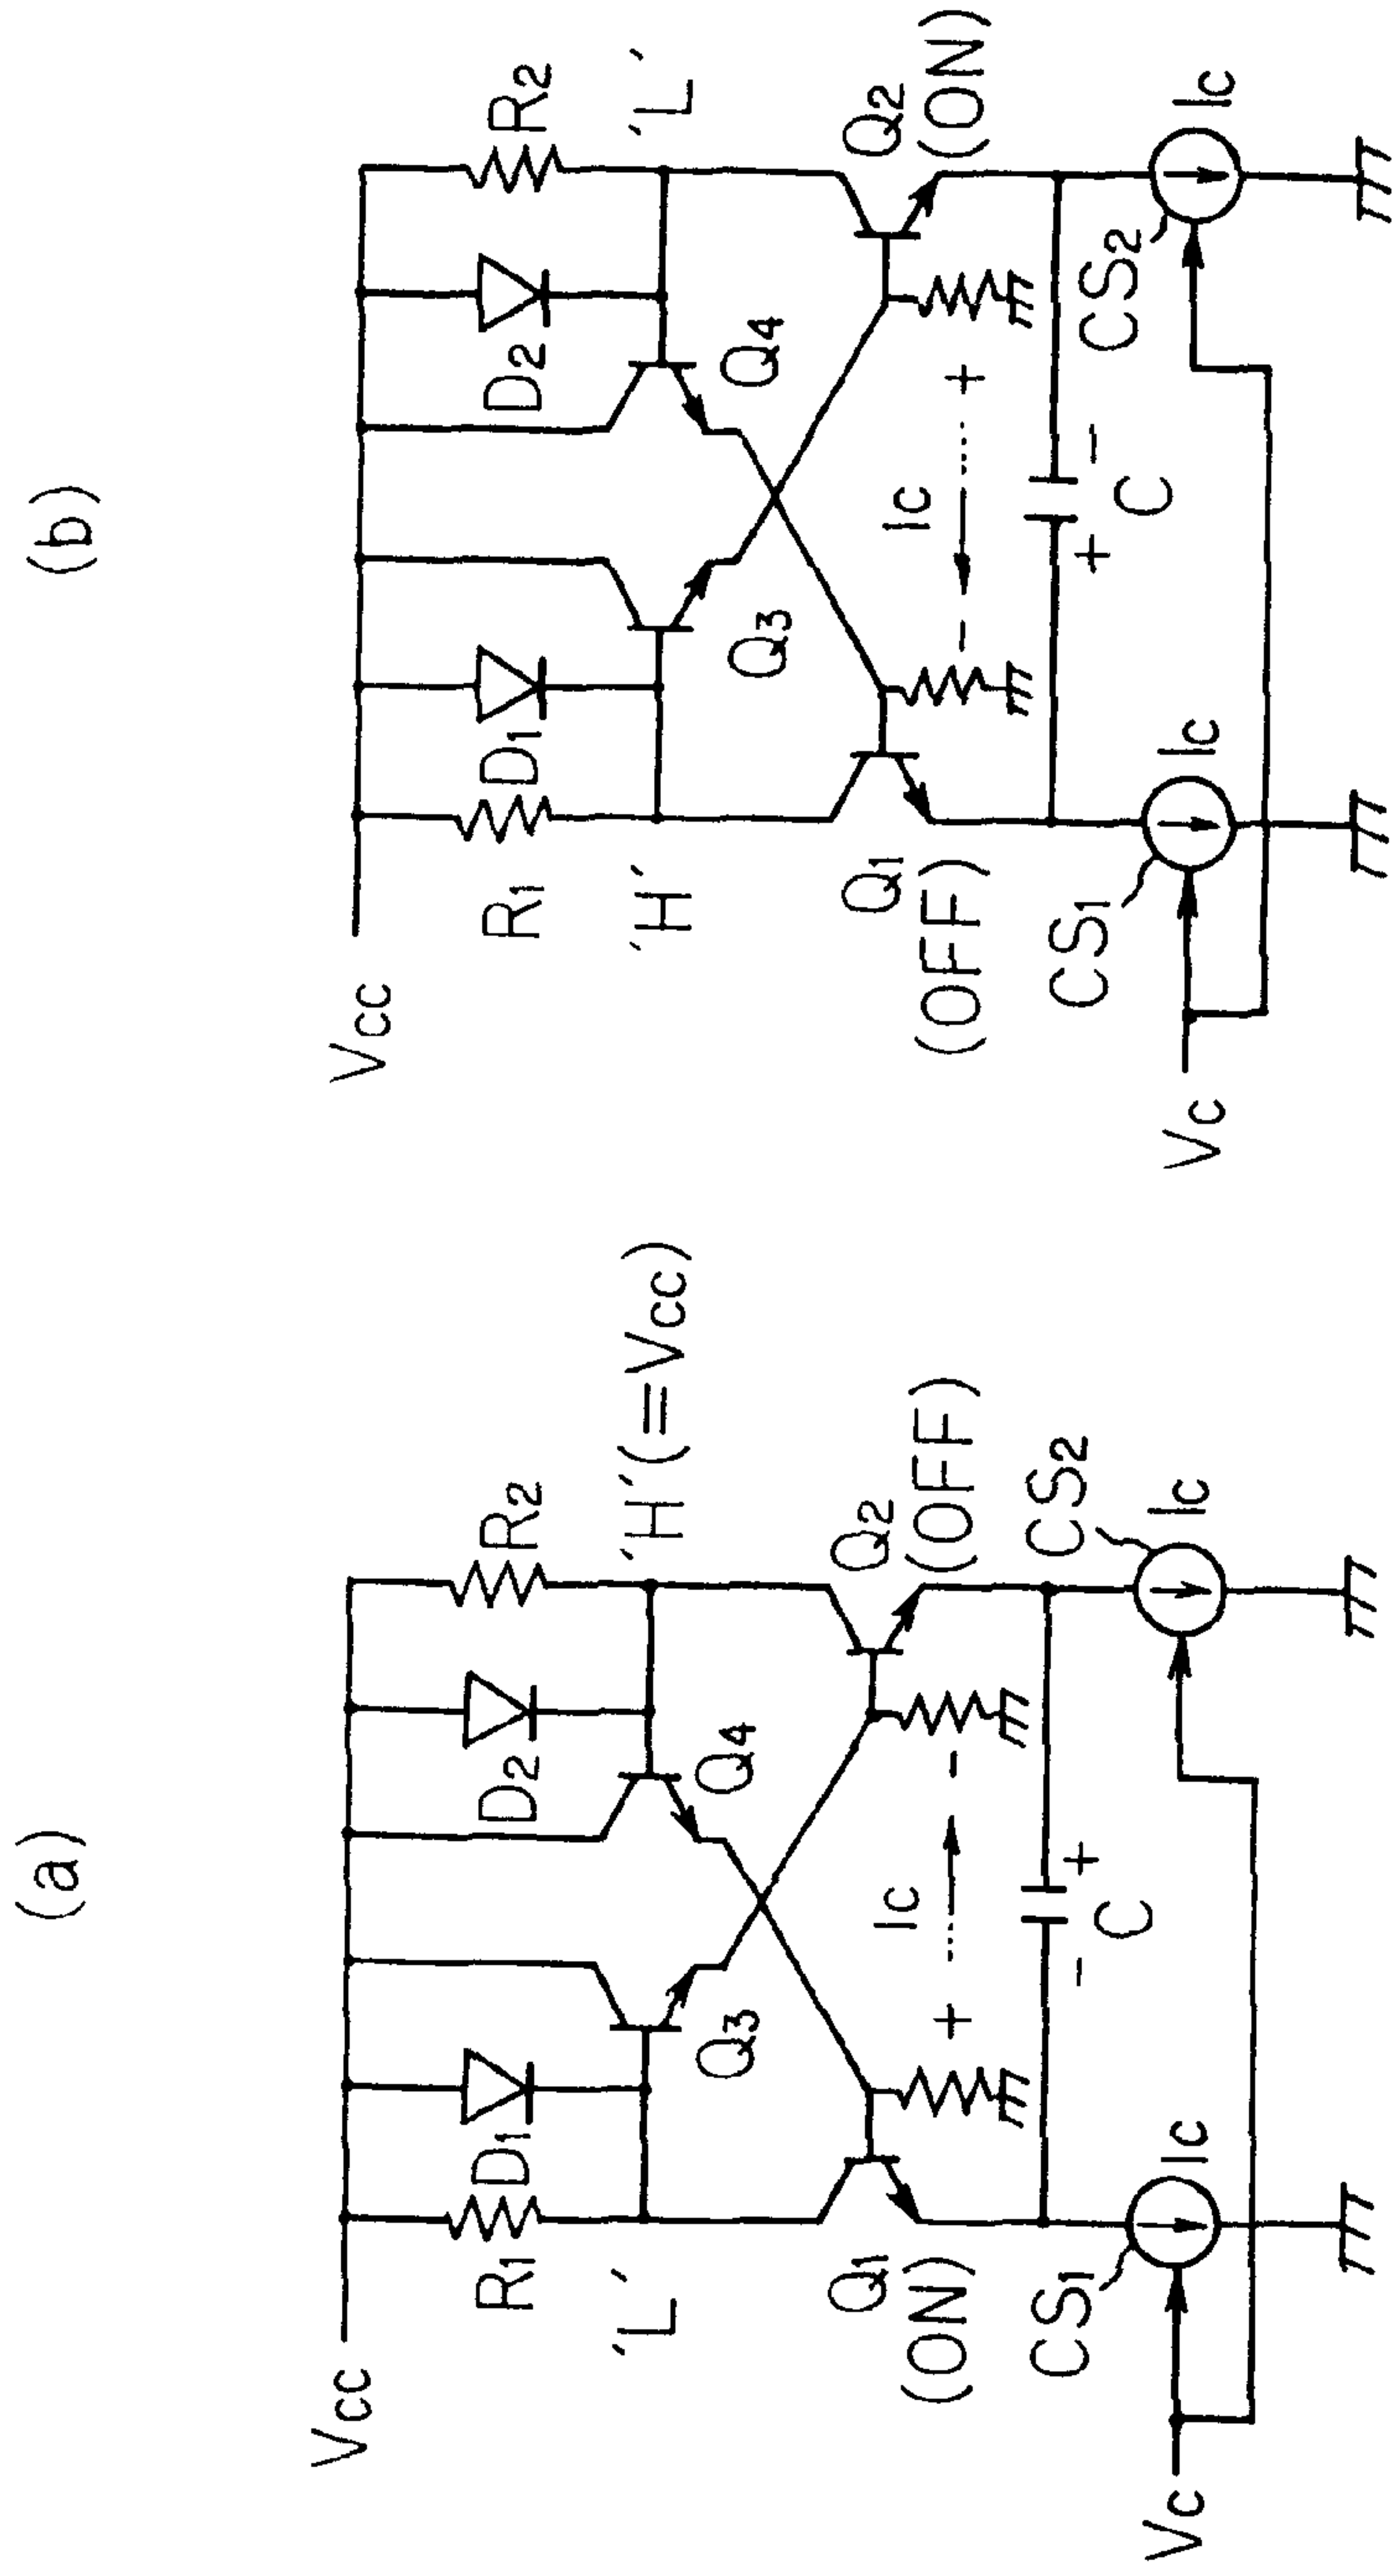 (a)
Vcc
R1
D1
D2
R2
'L'
'H'(=Vcc)
Q3
Q4
Q1
(ON)
Q2
(OFF)
+ Ic -
- +
C
CS1
Ic
CS2
Ic
Vc
(b)
Vcc
R1
D1
D2
R2
'H'
'L'
Q3
Q4
Q1
(OFF)
Q2
(ON)
- Ic +
+ -
C
CS1
Ic
CS2
Ic
Vc